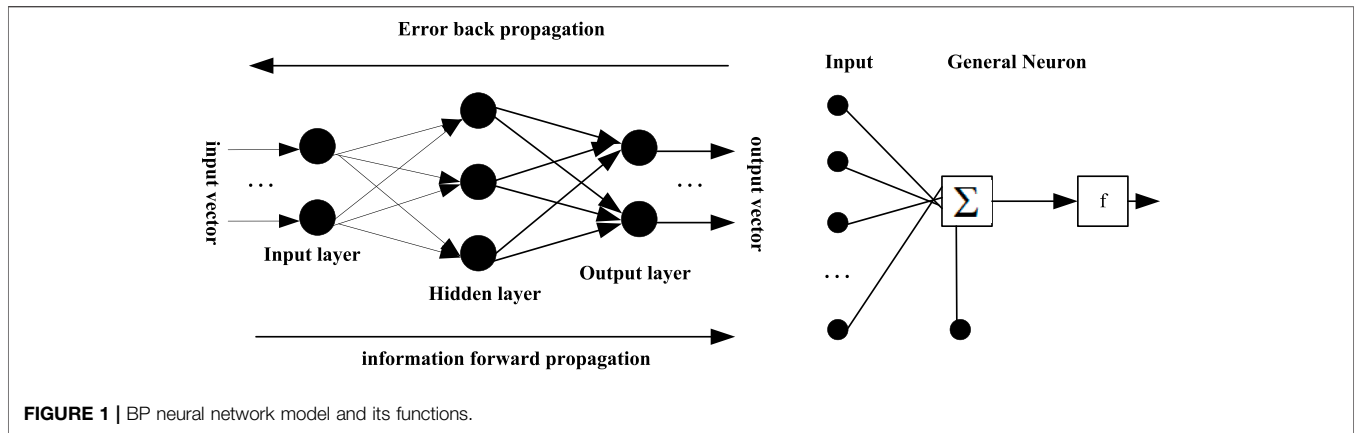 Error back propagation
Input
General Neuron
input vector
...
Input layer
Hidden layer
Output layer
...
output vector
Σ
f
...
information forward propagation
FIGURE 1 | BP neural network model and its functions.